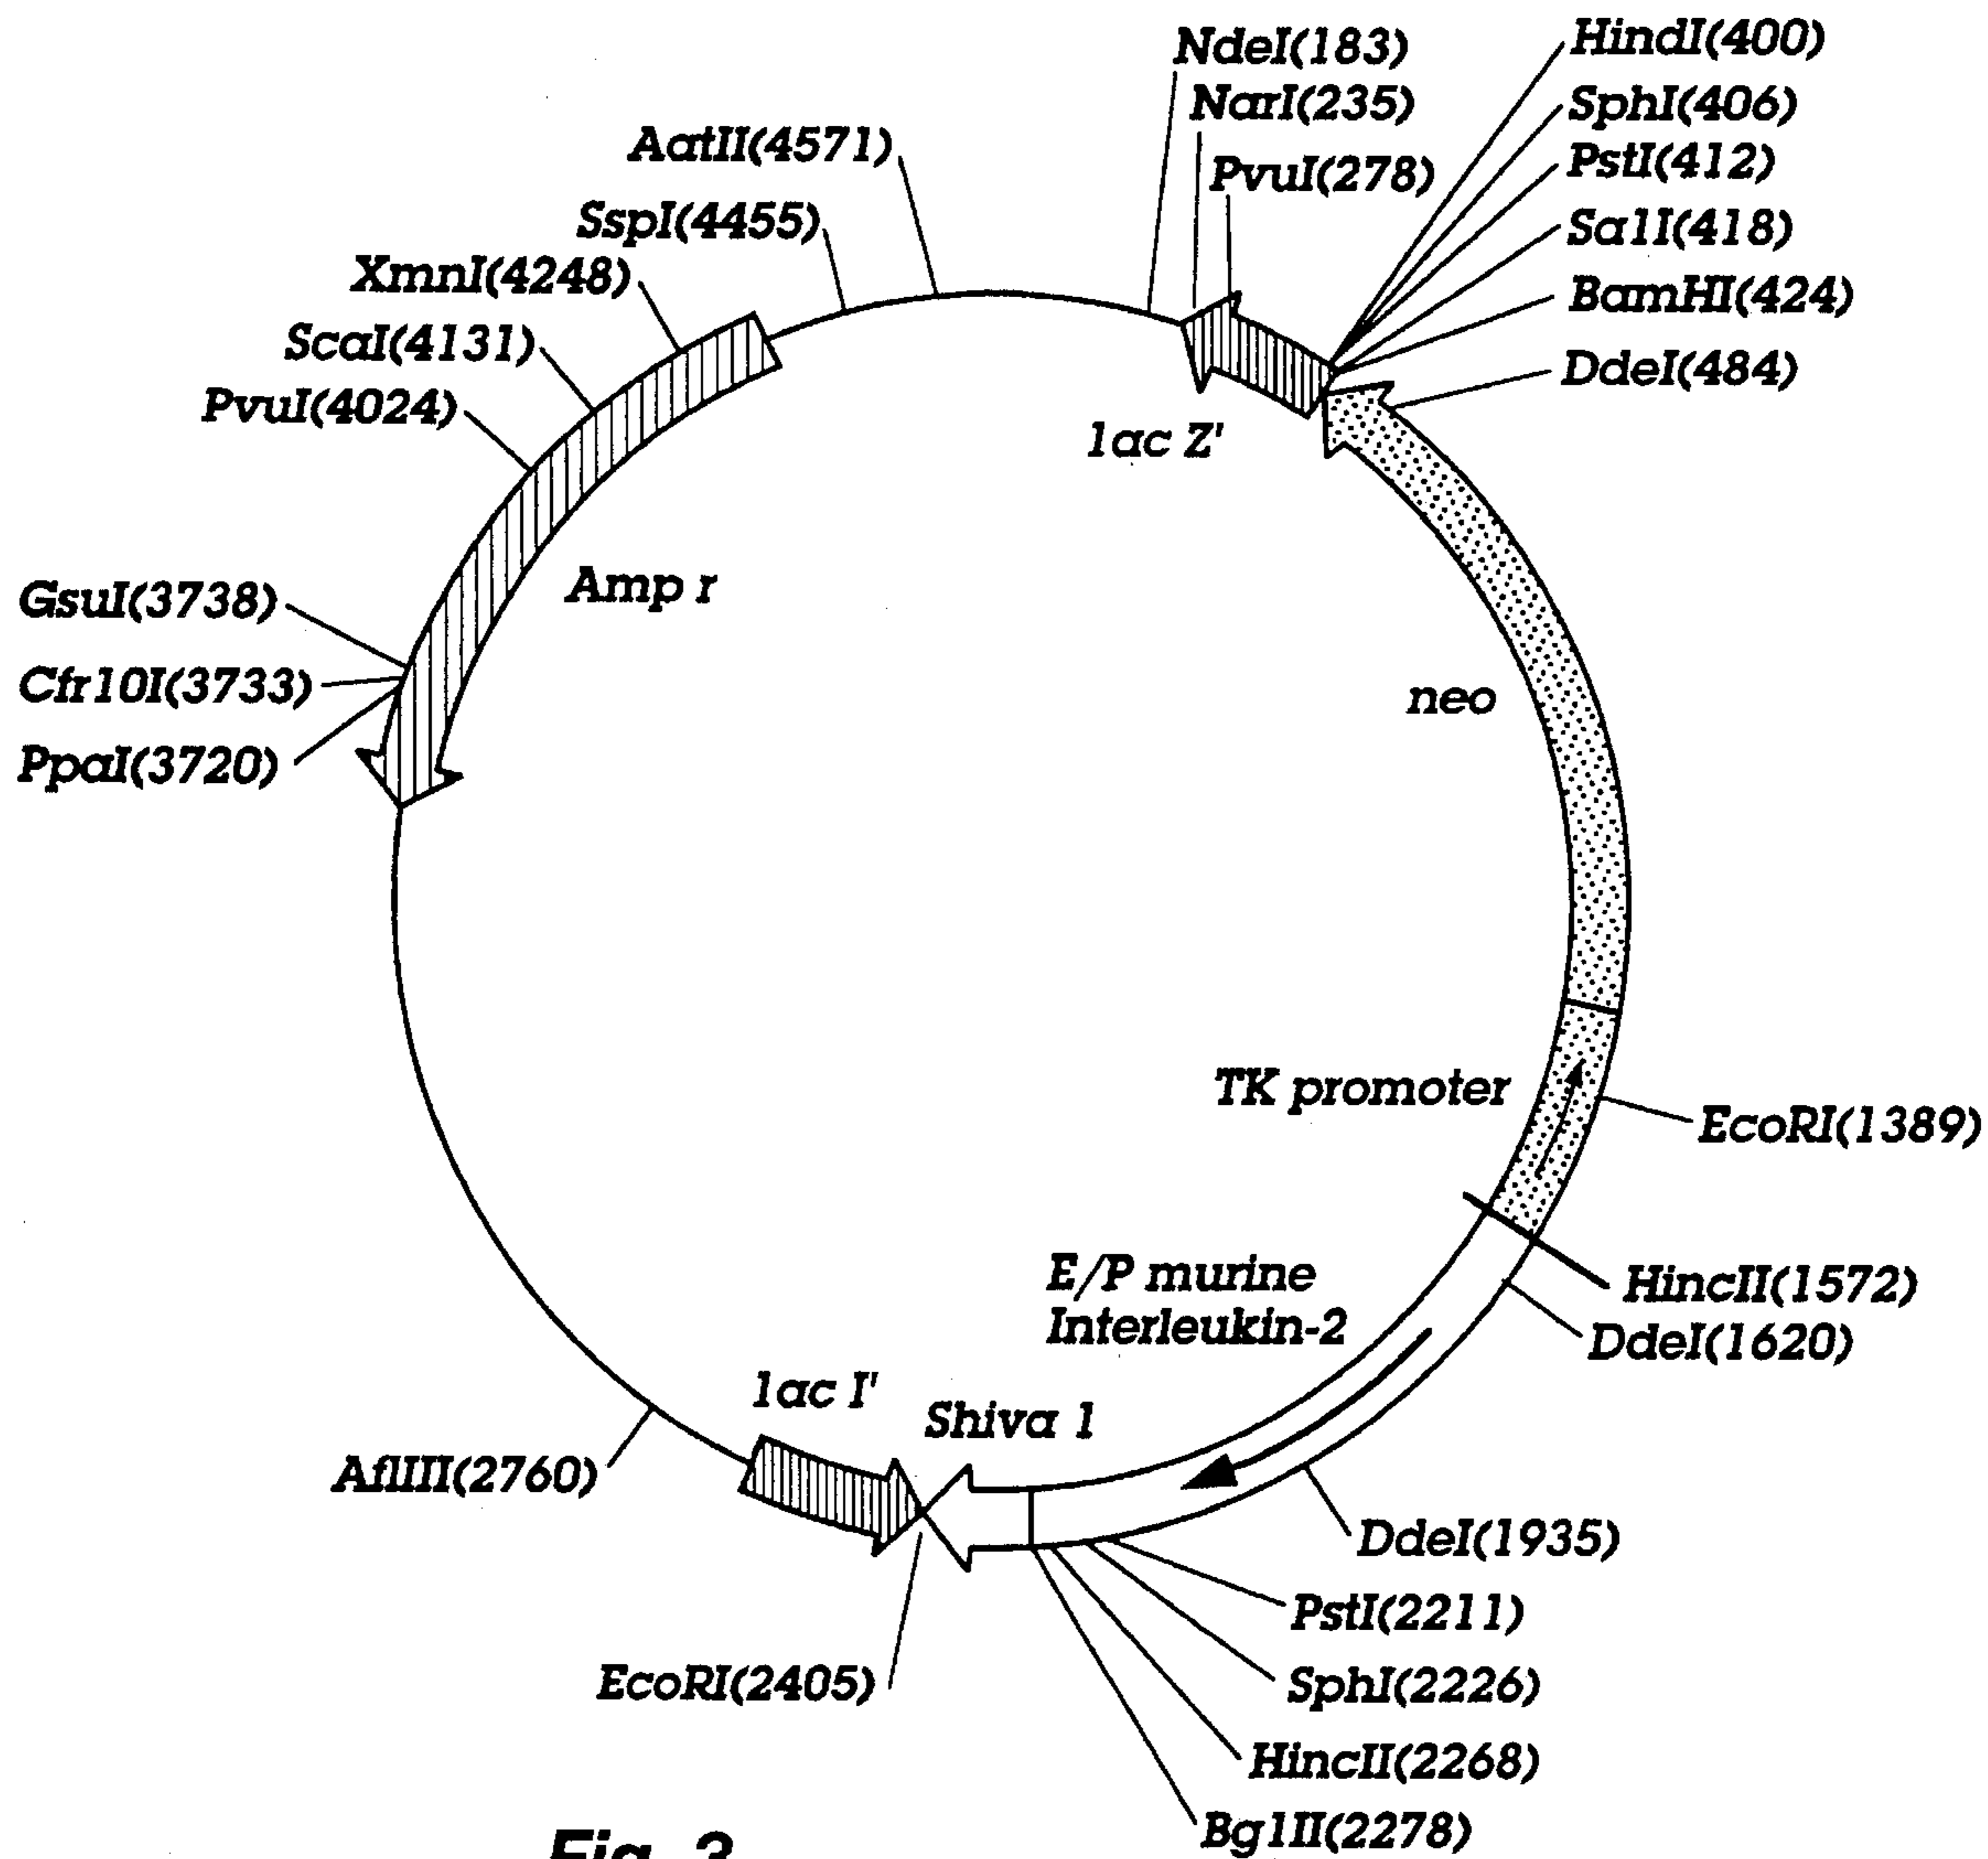 NdeI(183)
NarI(235)
PvuI(278)
HindI(400)
SphI(406)
PstI(412)
Sa1I(418)
BamHI(424)
DdeI(484)
AatII(4571)
SspI(4455)
XmnI(4248)
ScaI(4131)
PvuI(4024)
GsuI(3738)
Cfr10I(3733)
PpaI(3720)
Amp r
lac Z'
neo
TK promoter
EcoRI(1389)
HincII(1572)
DdeI(1620)
E/P murine
Interleukin-2
lac I'
Shiva 1
AflIII(2760)
DdeI(1935)
PstI(2211)
SphI(2226)
HincII(2268)
Bg1II(2278)
EcoRI(2405)